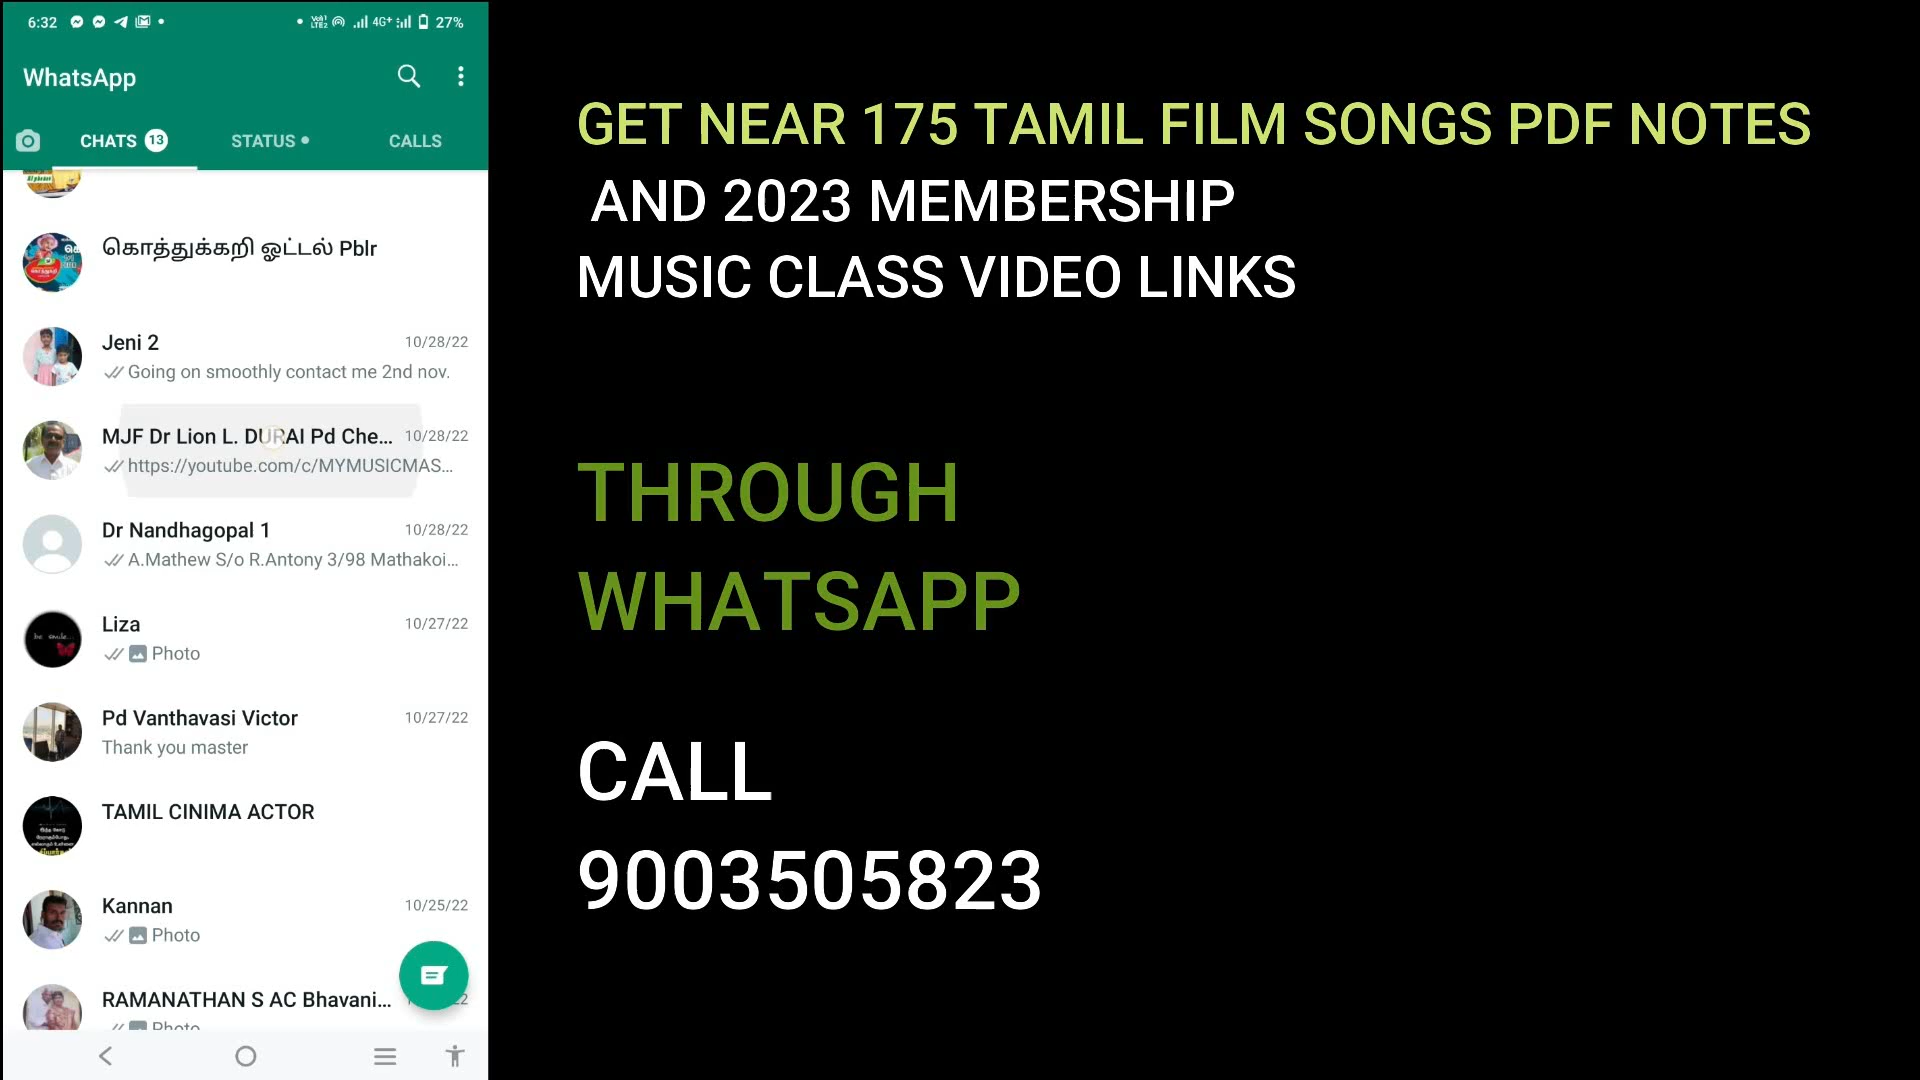 6:32
4G+
27%
WhatsApp
CHATS 13
STATUS
CALLS
கொத்துக்கறி ஓட்டல் Pblr
Jeni 2
10/28/22
Going on smoothly contact me 2nd nov.
MJF Dr Lion L. DURAI Pd Che...
10/28/22
https://youtube.com/c/MYMUSICMAS...
Dr Nandhagopal 1
10/28/22
A.Mathew S/o R.Antony 3/98 Mathakoi...
Liza
10/27/22
Photo
Pd Vanthavasi Victor
10/27/22
Thank you master
TAMIL CINIMA ACTOR
Kannan
10/25/22
Photo
RAMANATHAN S AC Bhavani...
Photo
GET NEAR 175 TAMIL FILM SONGS PDF NOTES
AND 2023 MEMBERSHIP
MUSIC CLASS VIDEO LINKS
THROUGH
WHATSAPP
CALL
9003505823